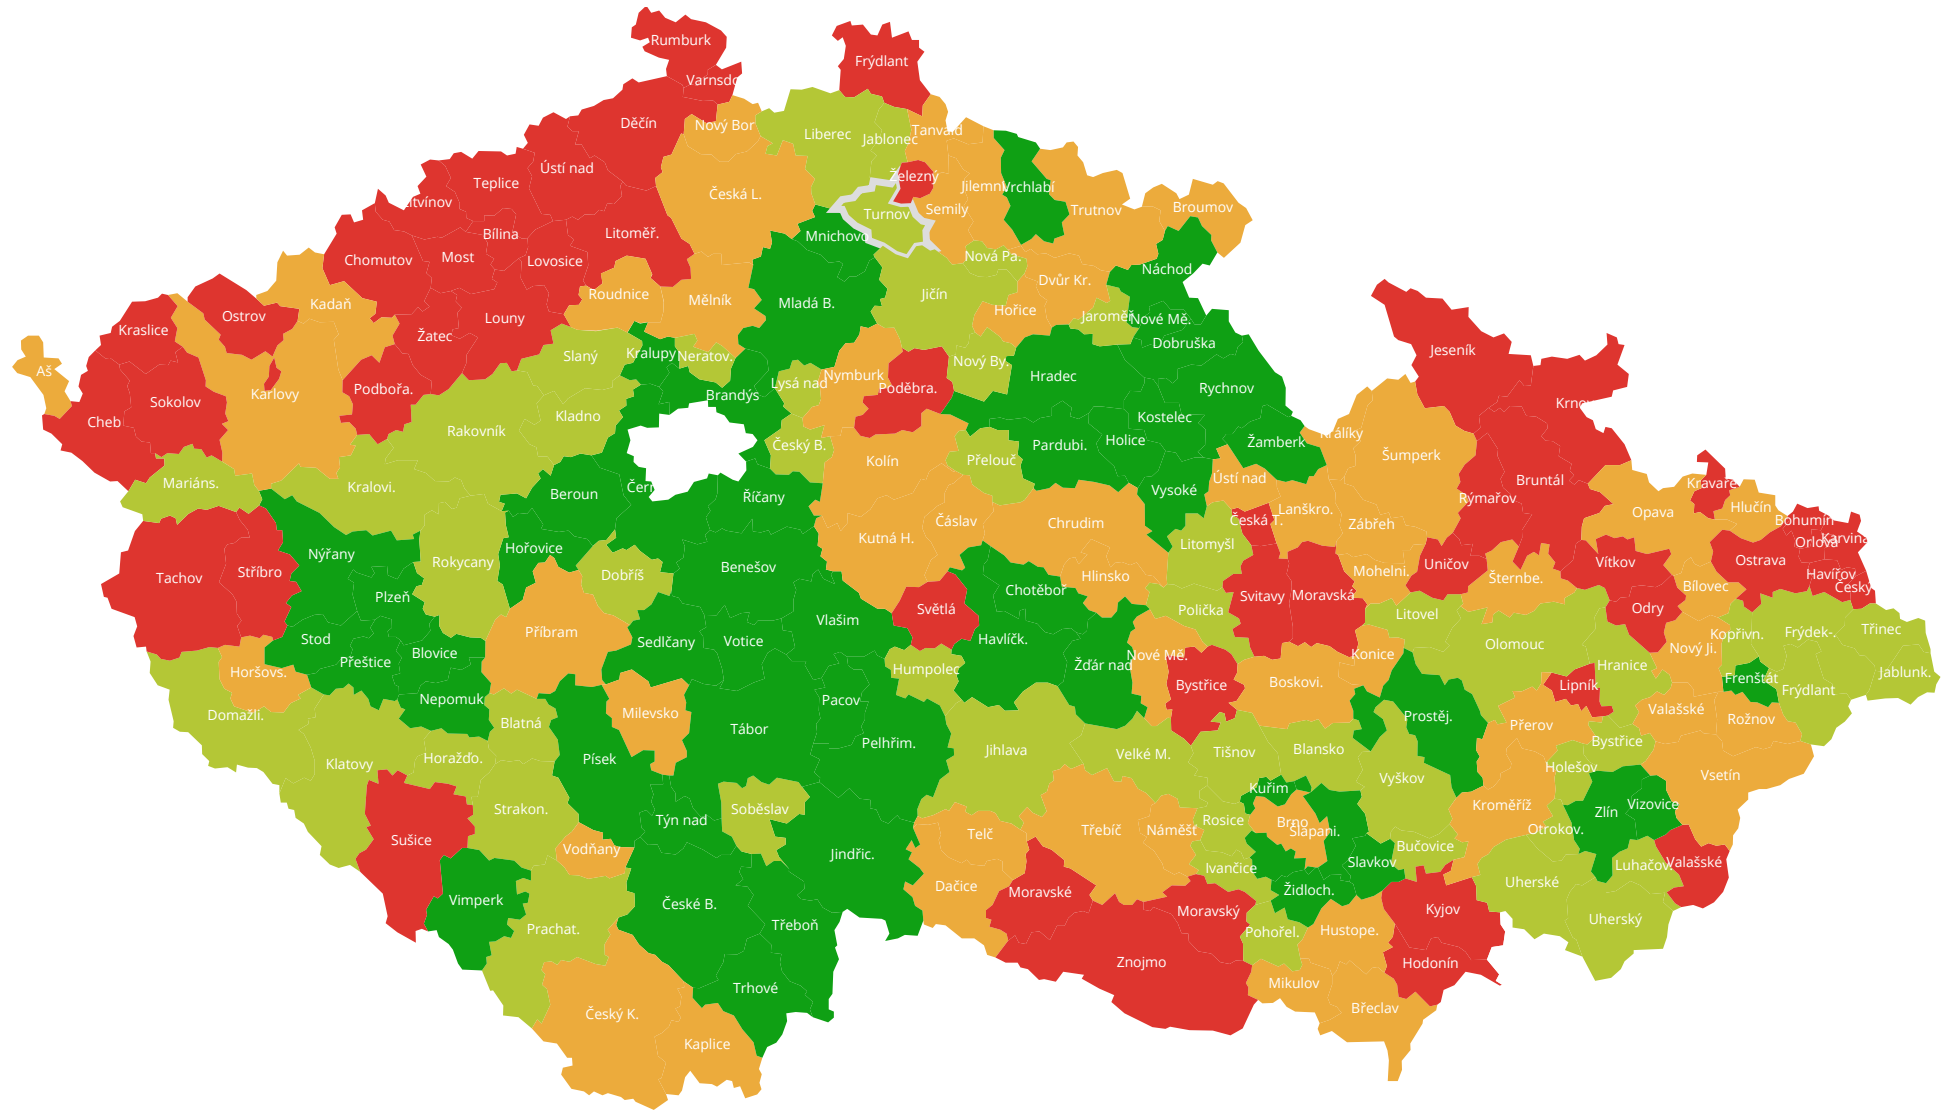 Rumburk
Frýdlant
Varnsdo
Děčín
Nový Bor
Liberec
Jablonec
Tanvald
Ústí nad
Teplice
Železný
Jilemni
Vrchlabí
Česká L.
itvínov
Turnov
Semily
Trutnov
Broumov
Bílina
Litoměř.
Mnichovo
Most
Lovosice
Chomutov
Nová Pa.
Náchod
Kadaň
Roudnice
Mělník
Mladá B.
Jičín
Dvůr Kr.
Hořice
Ostrov
Louny
Jaroměř
Nové Mě.
Kraslice
Žatec
Dobruška
Slaný
Kralupy
Neratov.
Jeseník
Nový By.
Aš
Nymburk
Hradec
Lysá nad
Podbořa.
Poděbra.
Rychnov
Karlovy
Brandýs
Sokolov
Krnov
Kladno
Kostelec
Cheb
Rakovník
Králíky
Holice
Žamberk
Český B.
Pardubi.
Šumperk
Kolín
Přelouč
Mariáns.
Kralovi.
Ústí nad
Bruntál
Kravaře
Beroun
Čern
Říčany
Vysoké
Rýmařov
Hlučín
Lanškro.
Opava
Čáslav
Chrudim
Česká T.
Zábřeh
Bohumín
Kutná H.
Orlová
Karviná
Hořovice
Litomyšl
Nýřany
Rokycany
Vítkov
Ostrava
Uničov
Stříbro
Dobříš
Benešov
Hlinsko
Mohelni.
Tachov
Šternbe.
Havířov
Chotěboř
Bílovec
Český
Plzeň
Svitavy
Moravská
Světlá
Odry
Polička
Litovel
Vlašim
Příbram
Stod
Sedlčany
Votice
Havlíčk.
Olomouc
Kopřivn.
Frýdek-.
Třinec
Blovice
Nové Mě.
Konice
Nový Ji.
Přeštice
Žďár nad
Hranice
Horšovs.
Humpolec
Jablunk.
Boskovi.
Frenštát
Bystřice
Lipník
Nepomuk
Pacov
Frýdlant
Domažli.
Milevsko
Prostěj.
Valašské
Blatná
Přerov
Rožnov
Tábor
Pelhřim.
Jihlava
Velké M.
Tišnov
Blansko
Bystřice
Horažďo.
Písek
Klatovy
Holešov
Vyškov
Vsetín
Kuřim
Strakon.
Soběslav
Kroměříž
Vizovice
Týn nad
Rosice
Brno
Zlín
Telč
Třebíč
Náměšť
Šlapani.
Otrokov.
Sušice
Vodňany
Bučovice
Jindřic.
Slavkov
Valašské
Ivančice
Luhačov.
Dačice
Uherské
Moravské
Židloch.
Vimperk
České B.
Moravský
Kyjov
Uherský
Třeboň
Prachat.
Pohořel.
Hustope.
Znojmo
Hodonín
Mikulov
Trhové
Břeclav
Český K.
Kaplice